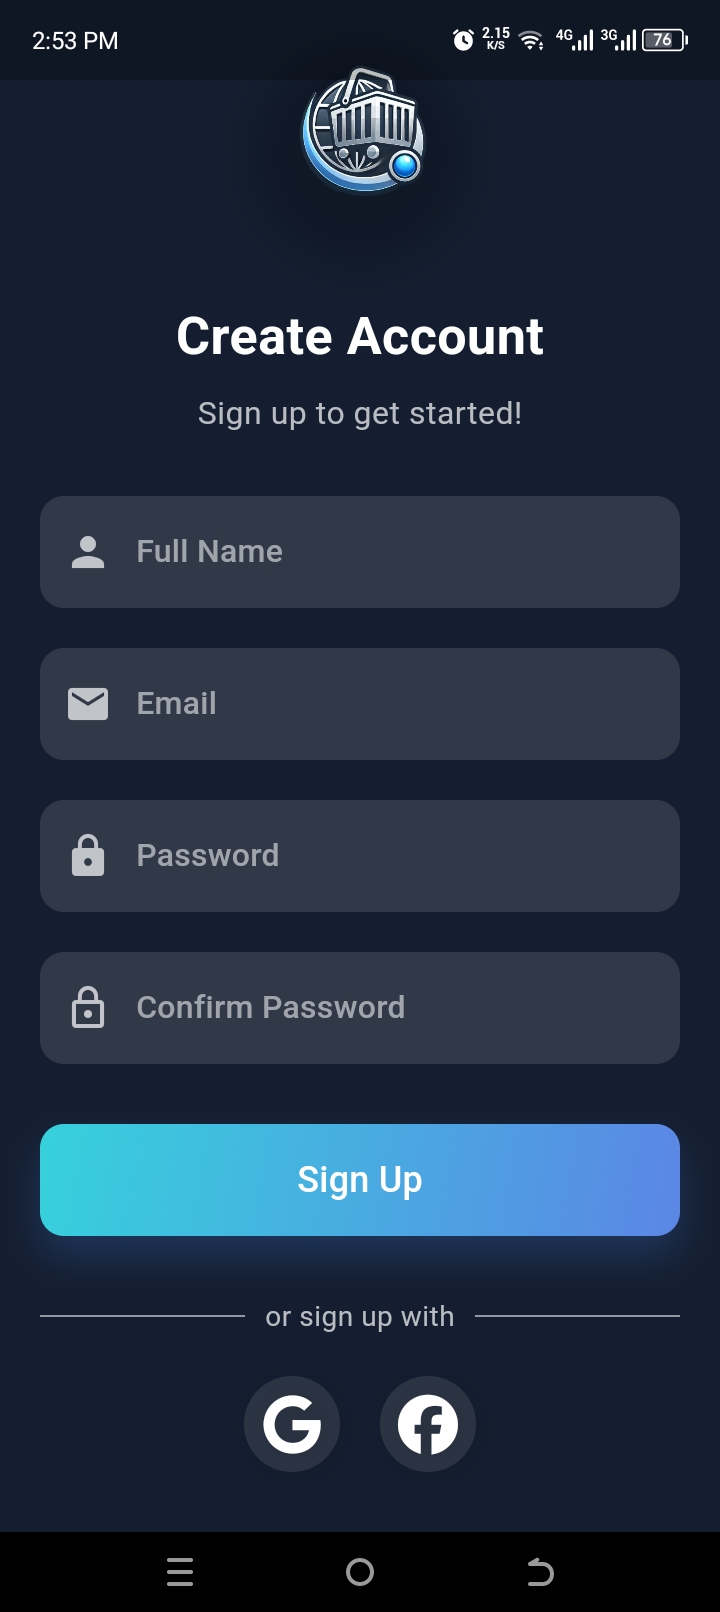 2:53 PM
2.15
K/S
4G
3G
76
Create Account
Sign up to get started!
Full Name
Email
Password
Confirm Password
Sign Up
or sign up with